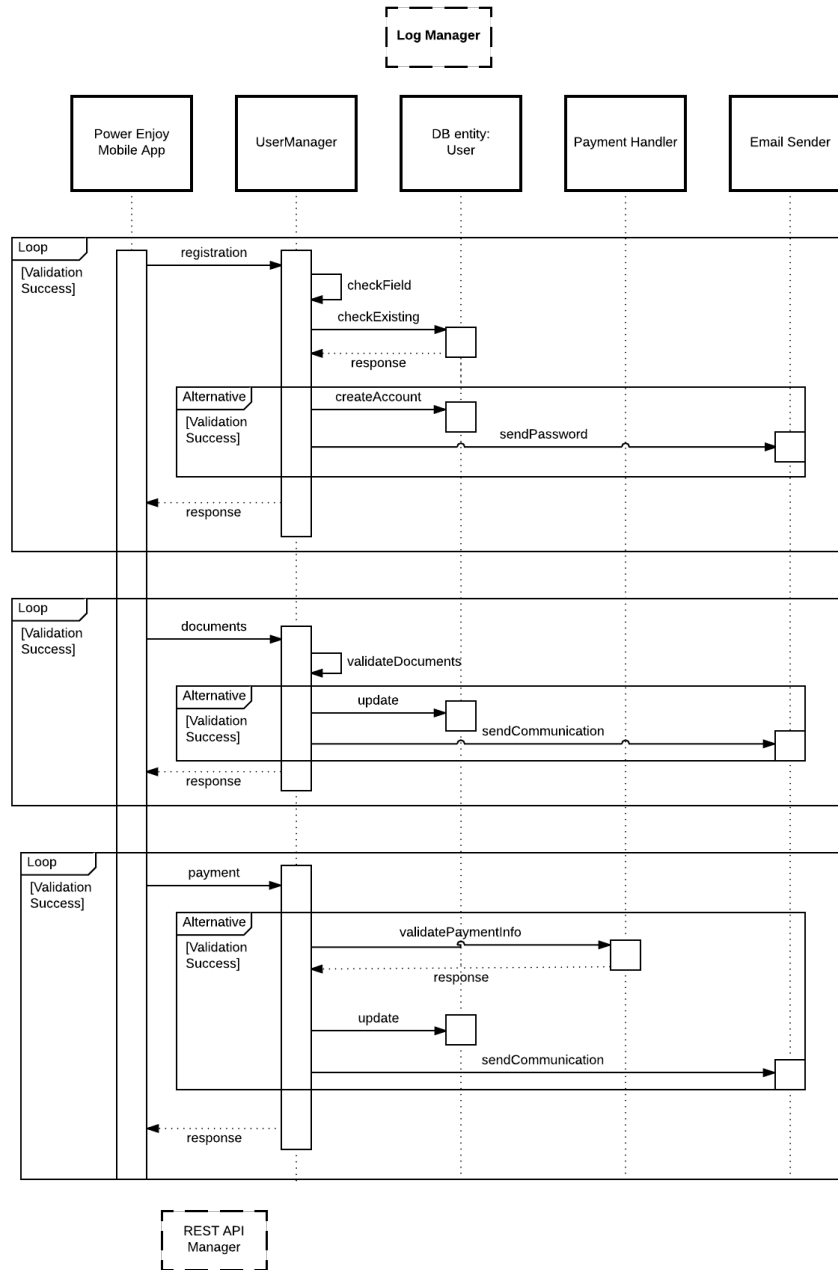 Log Manager
Power Enjoy
Mobile App
UserManager
DB entity:
User
Payment Handler
Email Sender
Loop
[Validation
Success]
registration
checkField
checkExisting
response
Alternative
[Validation
Success]
createAccount
sendPassword
response
Loop
[Validation
Success]
documents
validateDocuments
Alternative
[Validation
Success]
update
sendCommunication
response
Loop
[Validation
Success]
payment
Alternative
[Validation
Success]
validatePaymentInfo
response
update
sendCommunication
response
REST API
Manager